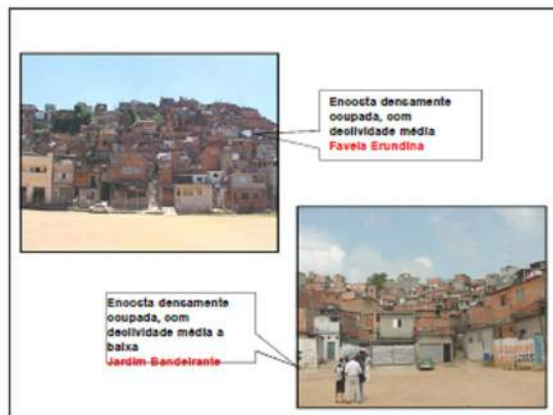 Encosta densamente
ocupada, com
declividade média
Favela Erundina
Encosta densamente
ocupada, com
declividade média a
baixa
Jardim Bandeirante